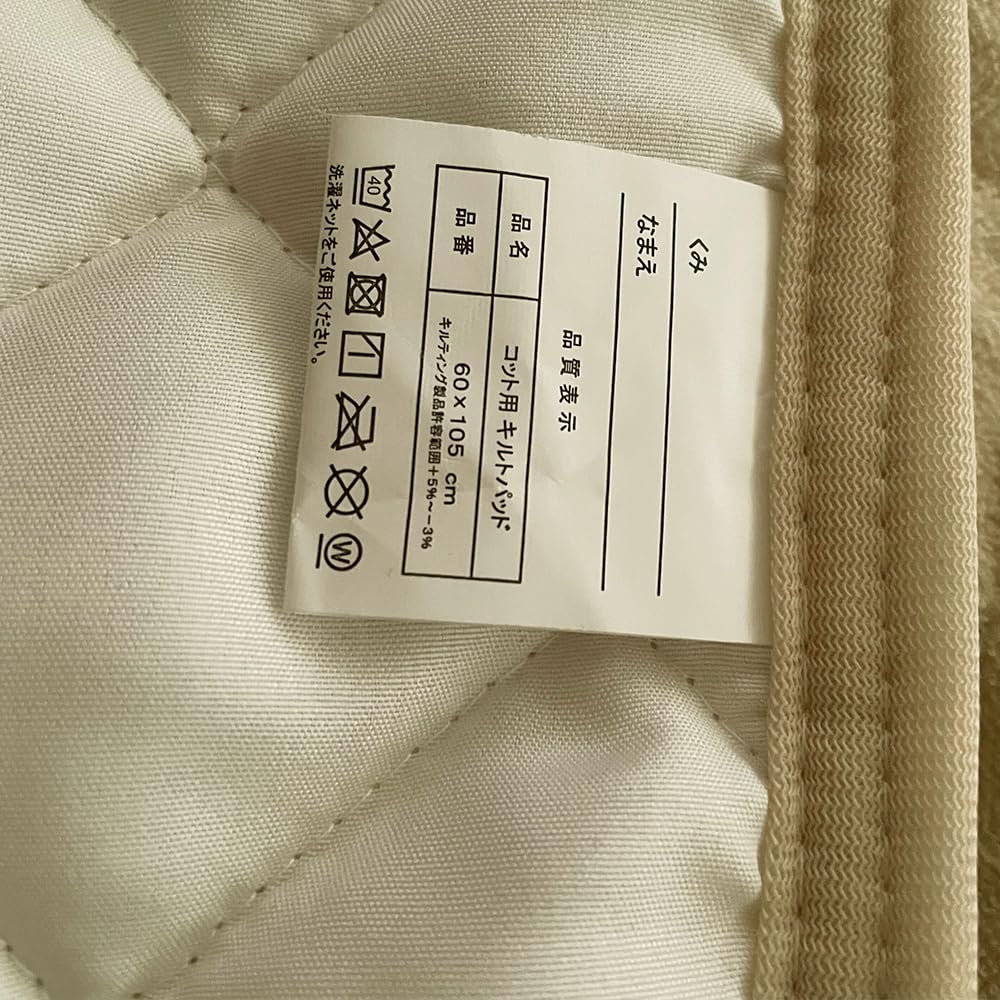 くみ
なまえ
品質表示
品名
コット用 キルトパッド
品番
60×105 cm
キルティング製品許容範囲+5%~-3%
40
W
洗濯ネットをご使用ください。